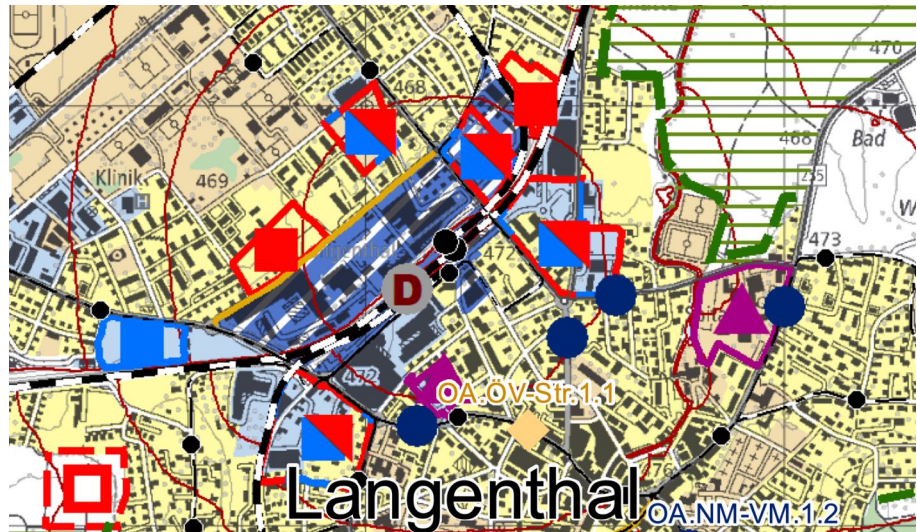 470
468
468
Bad
235
Klinik
469
473
472
D
472
OA.ÖV-Str.1.1
Langenthal
OA.NM-VM.1.2